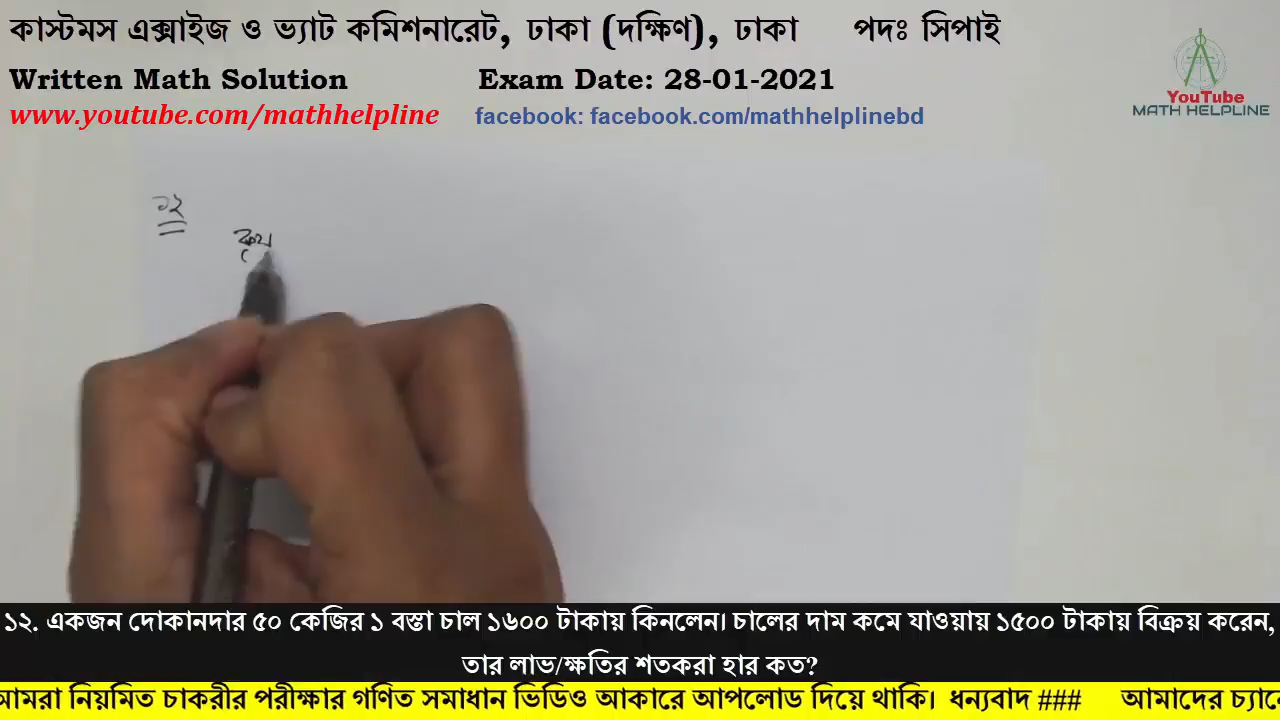 কাস্টমস এক্সাইজ ও ভ্যাট কমিশনারেট, ঢাকা (দক্ষিণ), ঢাকা পদঃ সিপাই
Written Math Solution Exam Date: 28-01-2021
www.youtube.com/mathhelpline facebook: facebook.com/mathhelplinebd
YouTube
MATH HELPLINE
১২
১২. একজন দোকানদার ৫০ কেজির ১ বস্তা চাল ১৬০০ টাকায় কিনলেন। চালের দাম কমে যাওয়ায় ১৫০০ টাকায় বিক্রয় করেন,
তার লাভ/ক্ষতির শতকরা হার কত?
আমরা নিয়মিত চাকরীর পরীক্ষার গণিত সমাধান ভিডিও আকারে আপলোড দিয়ে থাকি। ধন্যবাদ ### আমাদের